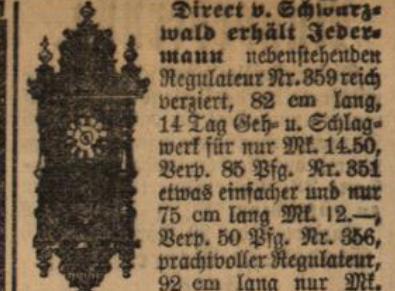 Direct v. Schwarz-
wald erhält Jeder-
mann nebenstehenden
Regulateur Nr. 359 reich
verziert, 82 cm lang,
14 Tag Geh- u. Schlag-
werk für nur Mk. 14.50,
Verp. 85 Pfg. Nr. 351
etwas einfacher und nur
75 cm lang Mk. 12.—,
Verp. 50 Pfg. Nr. 356,
prachtvoller Regulateur,
92 cm lang nur Mk.